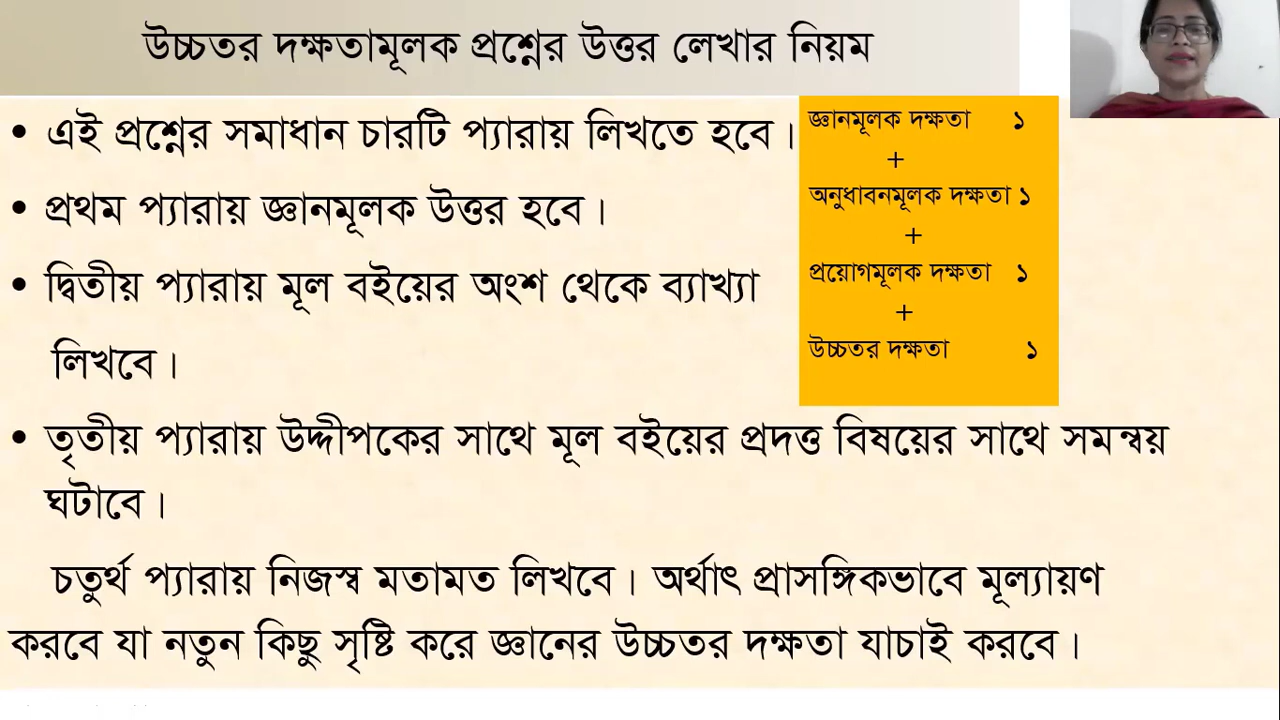 উচ্চতর দক্ষতামূলক প্রশ্নের উত্তর লেখার নিয়ম
• এই প্রশ্নের সমাধান চারটি প্যারায় লিখতে হবে।
• প্রথম প্যারায় জ্ঞানমূলক উত্তর হবে।
• দ্বিতীয় প্যারায় মূল বইয়ের অংশ থেকে ব্যাখ্যা
লিখবে।
• তৃতীয় প্যারায় উদ্দীপকের সাথে মূল বইয়ের প্রদত্ত বিষয়ের সাথে সমন্বয়
ঘটাবে।
চতুর্থ প্যারায় নিজস্ব মতামত লিখবে। অর্থাৎ প্রাসঙ্গিকভাবে মূল্যায়ণ
করবে যা নতুন কিছু সৃষ্টি করে জ্ঞানের উচ্চতর দক্ষতা যাচাই করবে।
জ্ঞানমূলক দক্ষতা ১
+
অনুধাবনমূলক দক্ষতা ১
+
প্রয়োগমূলক দক্ষতা ১
+
উচ্চতর দক্ষতা ১